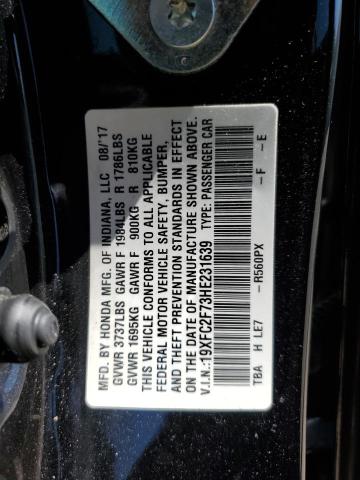 MFD. BY HONDA MFG. OF INDIANA, LLC 08/'17
GVWR 3737LBS GAWR F 1984LBS R 1786LBS
GVWR 1695KG GAWR F 900KG R 810KG
THIS VEHICLE CONFORMS TO ALL APPLICABLE
FEDERAL MOTOR VEHICLE SAFETY, BUMPER,
AND THEFT PREVENTION STANDARDS IN EFFECT
ON THE DATE OF MANUFACTURE SHOWN ABOVE.
V.I.N.:19XFC2F73HE231639 TYPE: PASSENGER CAR
TBA H LE7 -R560PX -F -E